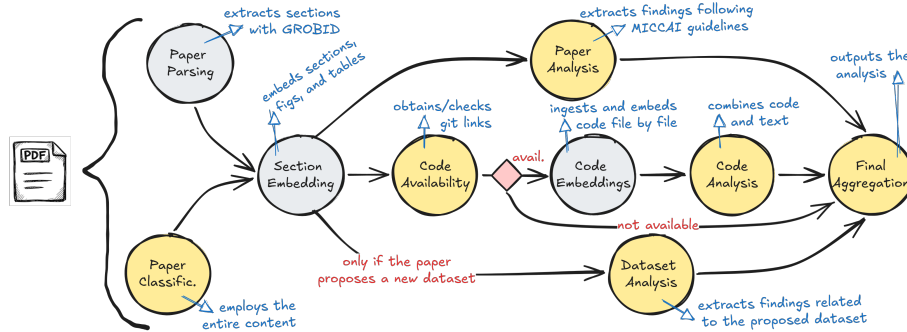 extracts sections
with GROBID
Paper
Parsing
embeds sections,
figs, and tables
extracts findings following
MICCAI guidelines
Paper
Analysis
outputs the
analysis
PDF
obtains/checks
git links
ingests and embeds
code file by file
combines code
and text
Section
Embedding
Code
Availability
avail.
Code
Embeddings
Code
Analysis
Final
Aggregation
not available
only if the paper
proposes a new dataset
Paper
Classific.
employs the
entire content
Dataset
Analysis
extracts findings related
to the proposed dataset